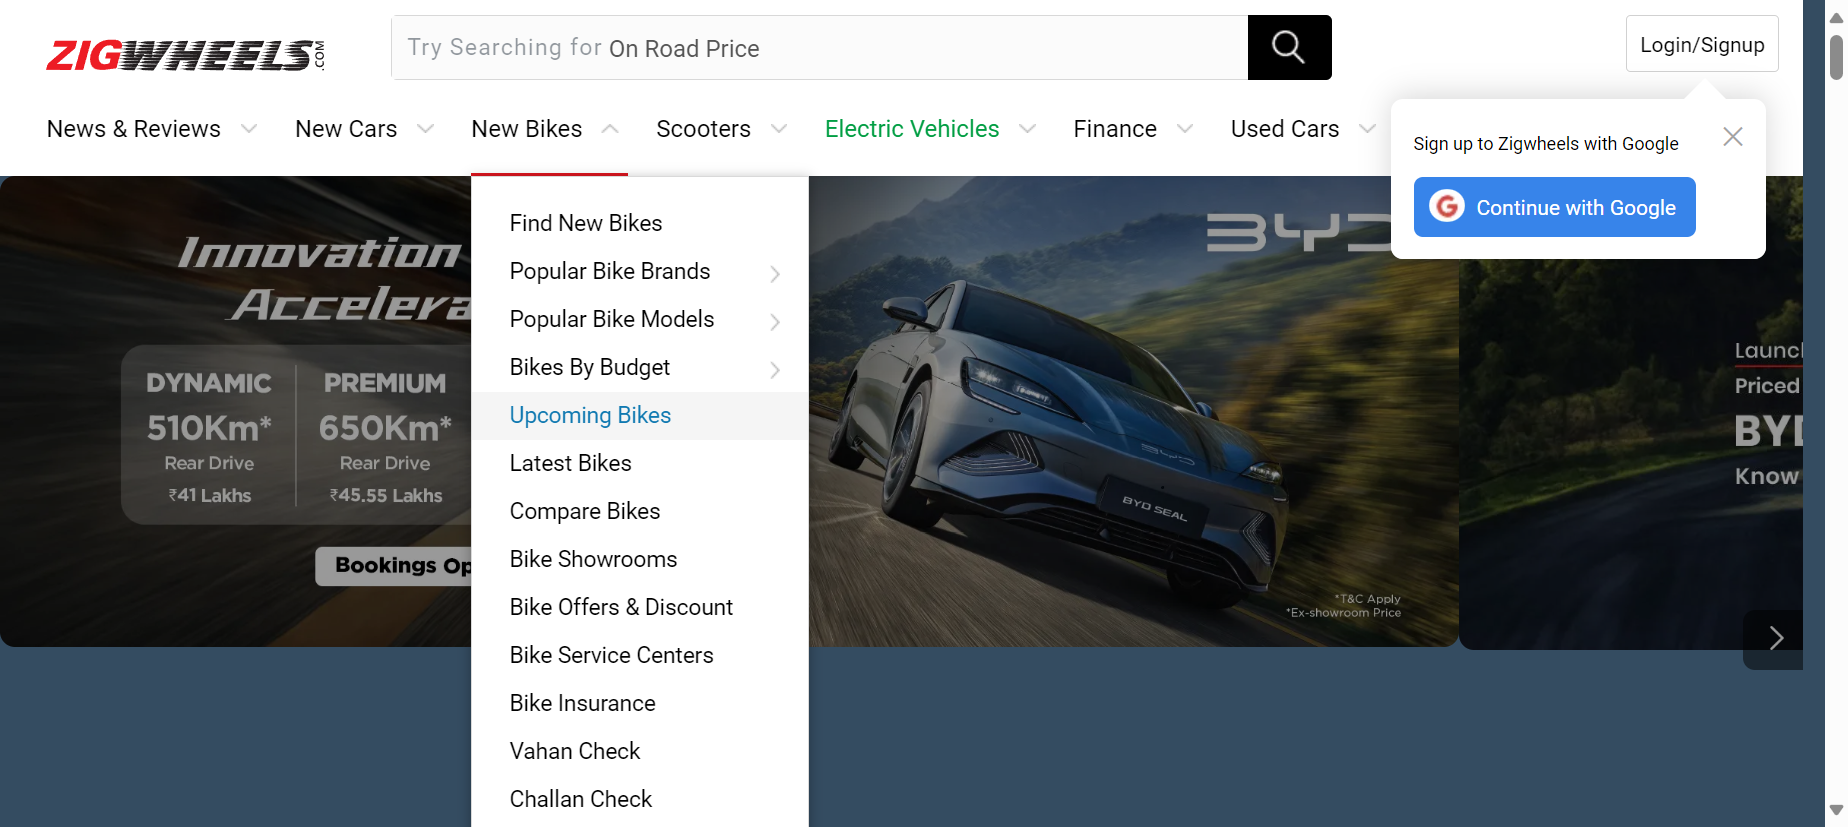 ZIGWHEELS.COM
Try Searching for On Road Price
Login/Signup
News & Reviews
New Cars
New Bikes
Scooters
Electric Vehicles
Finance
Used Cars
Sign up to Zigwheels with Google
G Continue with Google
Find New Bikes
Popular Bike Brands
Popular Bike Models
Bikes By Budget
Upcoming Bikes
Latest Bikes
Compare Bikes
Bike Showrooms
Bike Offers & Discount
Bike Service Centers
Bike Insurance
Vahan Check
Challan Check
Innovation
Accelera
DYNAMIC
510Km*
Rear Drive
₹41 Lakhs
PREMIUM
650Km*
Rear Drive
₹45.55 Lakhs
Bookings Op
BYD
BYD
BYD SEAL
*T&C Apply
*Ex-showroom Price
Launch
Priced
BYD
Know